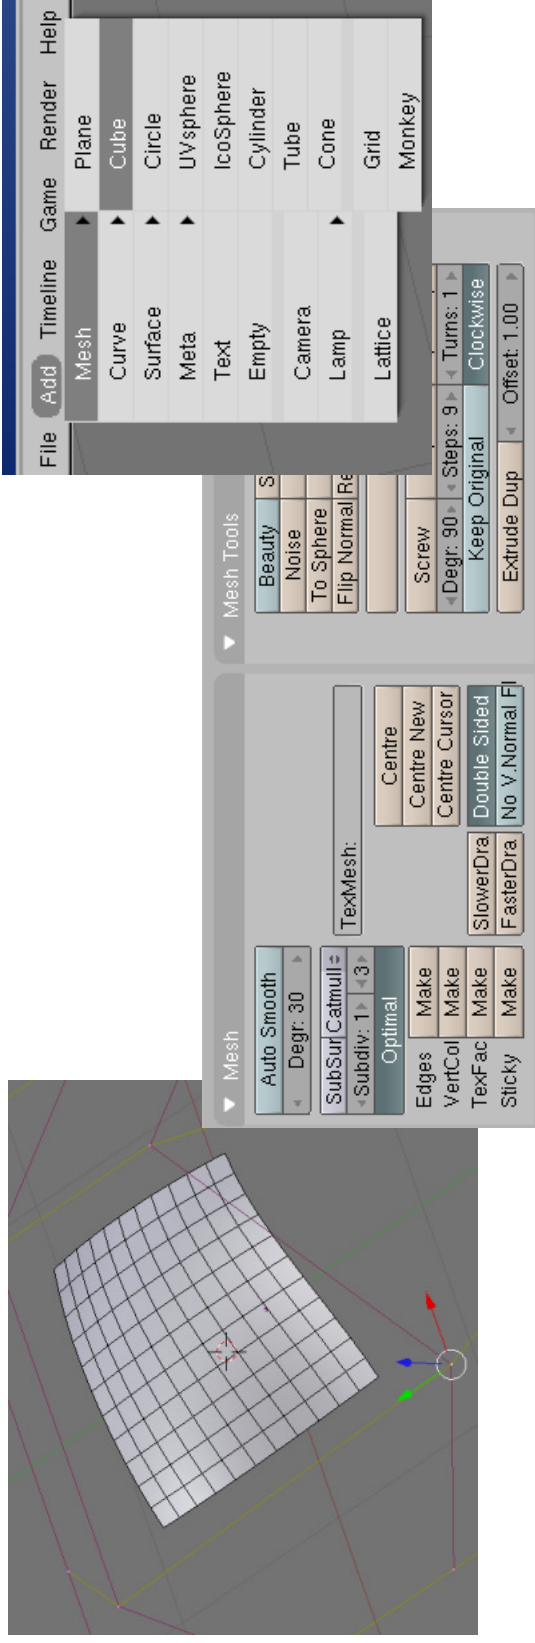 File Add Timeline Game Render Help
Mesh
Curve
Surface
Meta
Text
Empty
Camera
Lamp
Lattice
Plane
Cube
Circle
UVsphere
IcoSphere
Cylinder
Tube
Cone
Grid
Monkey
Mesh
Auto Smooth
Degr: 30
SubSur Catmull
Subdiv: 1 3
Optimal
Edges Make
VertCol Make
TexFac Make
Sticky Make
TexMesh:
Centre
Centre New
Centre Cursor
SlowerDra Double Sided
FasterDra No V.Normal Fl
Mesh Tools
Beauty S
Noise
To Sphere
Flip Normal Re
Screw
Degr: 90 Steps: 9 Turns: 1
Keep Original Clockwise
Extrude Dup Offset: 1.00